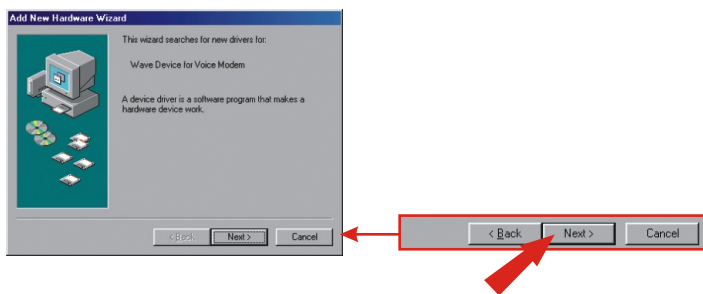 Add New Hardware Wizard
This wizard searches for new drivers for:
Wave Device for Voice Modem
A device driver is a software program that makes a
hardware device work.
< Back Next > Cancel
< Back Next > Cancel